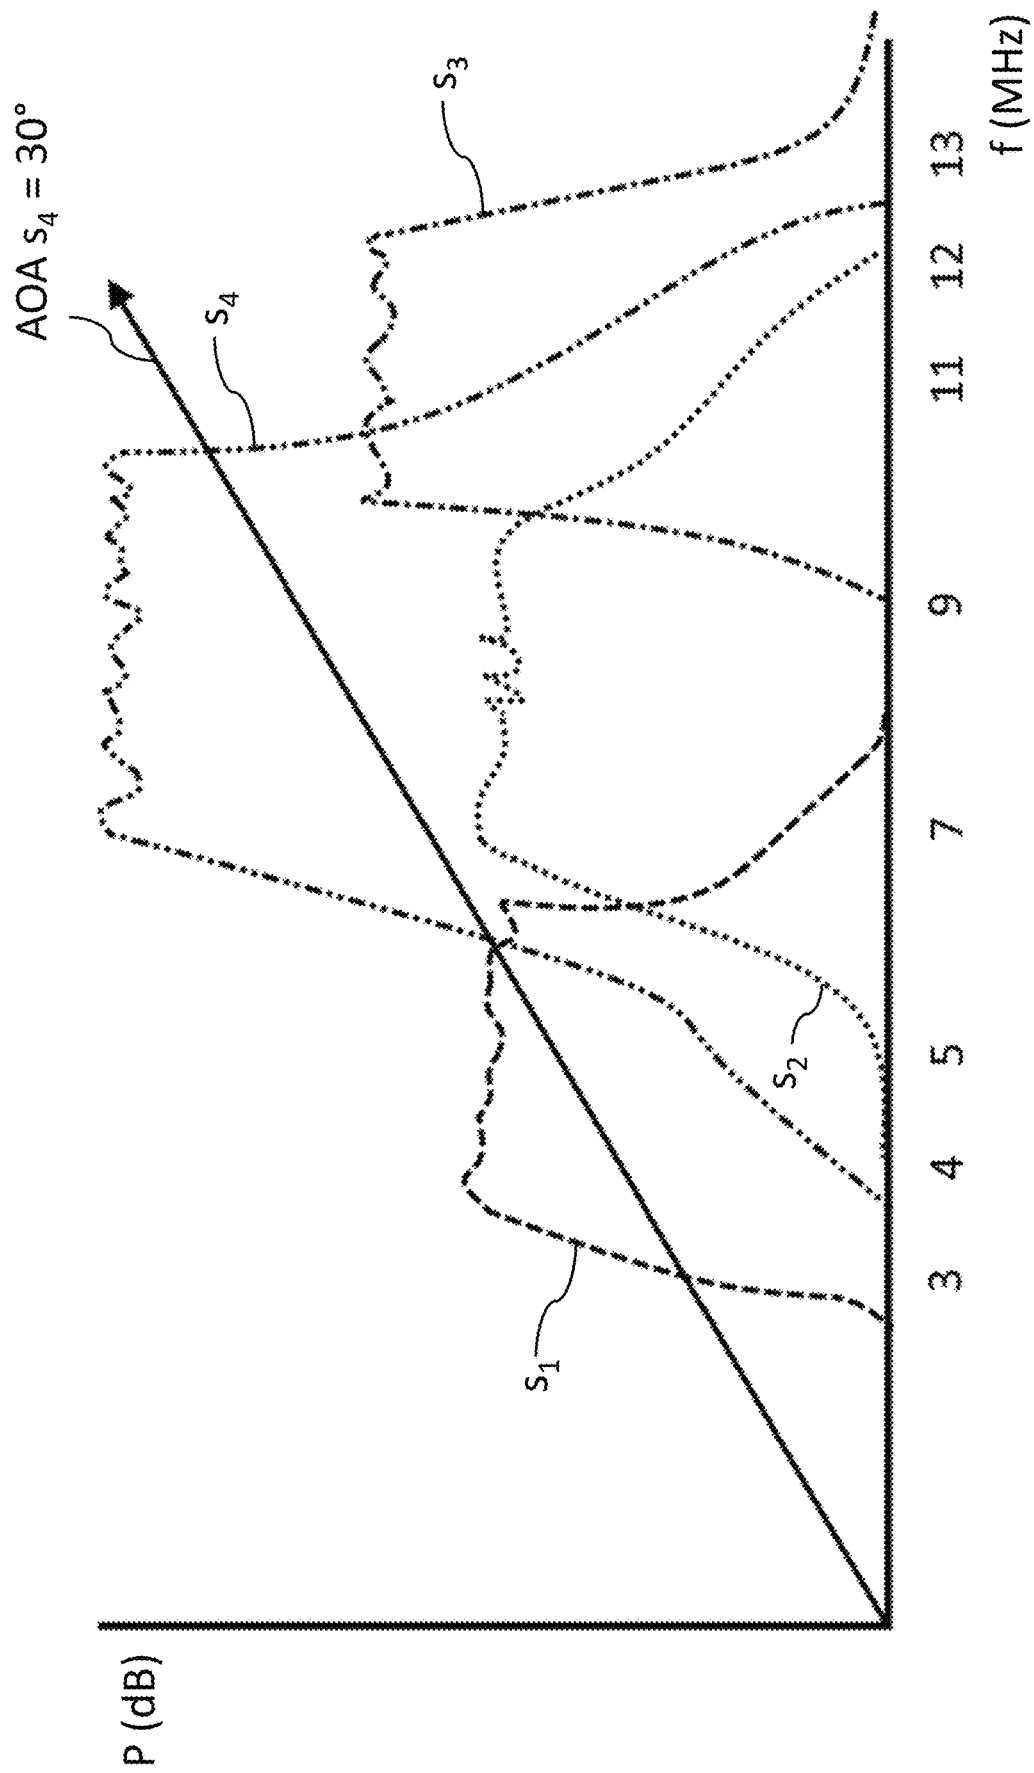 AOA s₄ = 30°
P (dB)
s₄
s₃
s₁
s₂
3 4 5 7 9 11 12 13
f (MHz)